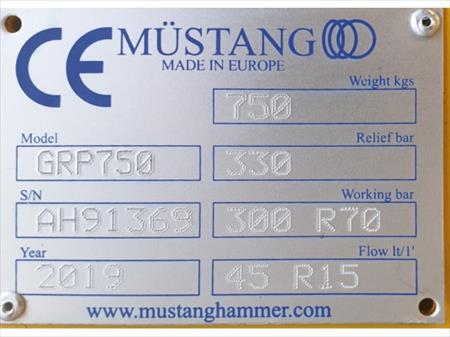 CE MÜSTANG
MADE IN EUROPE
Weight kgs
750
Model
GRP750
Relief bar
330
S/N
AH91369
Working bar
300 R70
Year
2019
Flow lt/1'
45 R15
www.mustanghammer.com